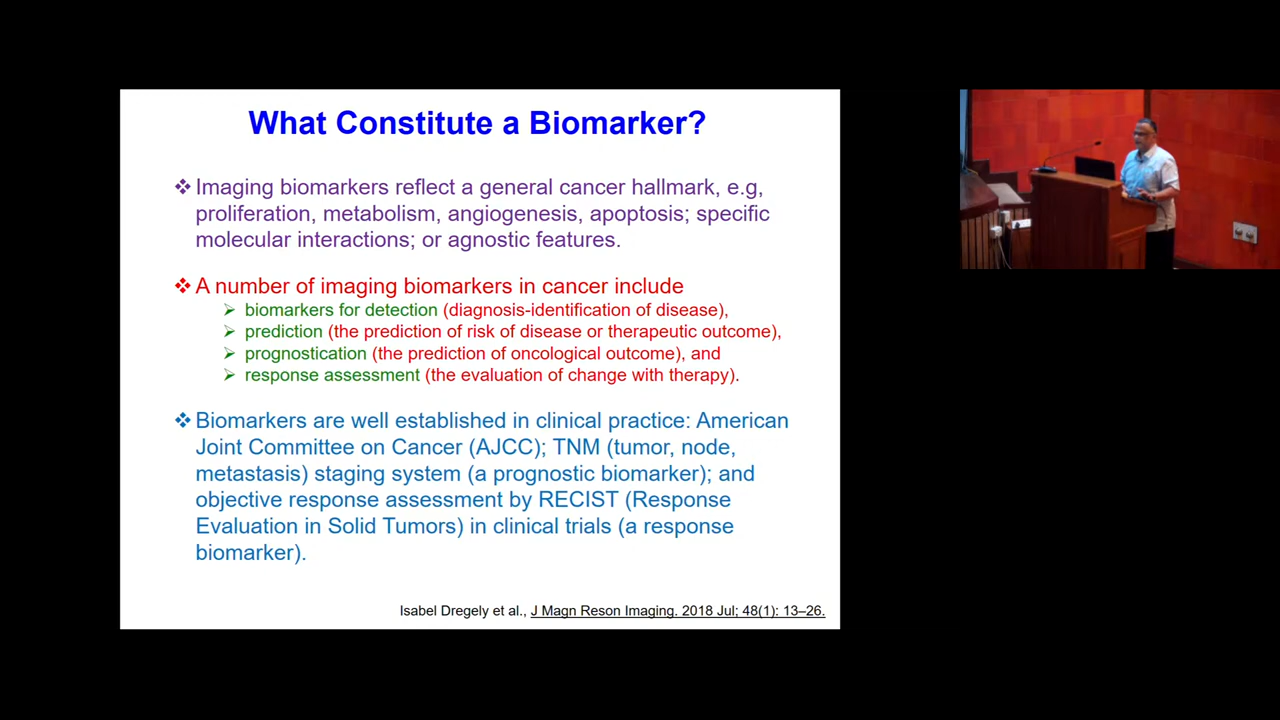 What Constitute a Biomarker?
❖ Imaging biomarkers reflect a general cancer hallmark, e.g,
proliferation, metabolism, angiogenesis, apoptosis; specific
molecular interactions; or agnostic features.
❖ A number of imaging biomarkers in cancer include
➢ biomarkers for detection (diagnosis-identification of disease),
➢ prediction (the prediction of risk of disease or therapeutic outcome),
➢ prognostication (the prediction of oncological outcome), and
➢ response assessment (the evaluation of change with therapy).
❖ Biomarkers are well established in clinical practice: American
Joint Committee on Cancer (AJCC); TNM (tumor, node,
metastasis) staging system (a prognostic biomarker); and
objective response assessment by RECIST (Response
Evaluation in Solid Tumors) in clinical trials (a response
biomarker).
Isabel Dregely et al., J Magn Reson Imaging. 2018 Jul; 48(1): 13–26.